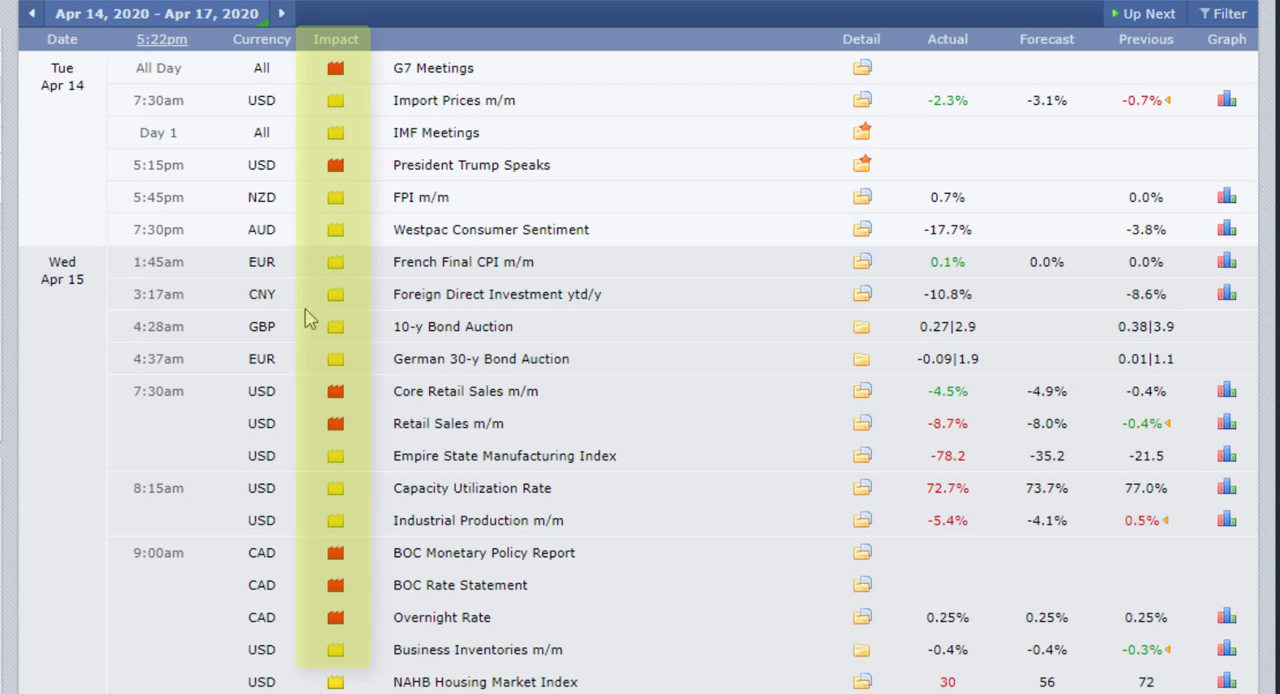 Apr 14, 2020 - Apr 17, 2020 Up Next Filter
Date 5:22pm Currency Impact Detail Actual Forecast Previous Graph
Tue Apr 14 All Day All G7 Meetings
7:30am USD Import Prices m/m -2.3% -3.1% -0.7%
Day 1 All IMF Meetings
5:15pm USD President Trump Speaks
5:45pm NZD FPI m/m 0.7% 0.0%
7:30pm AUD Westpac Consumer Sentiment -17.7% -3.8%
Wed Apr 15 1:45am EUR French Final CPI m/m 0.1% 0.0% 0.0%
3:17am CNY Foreign Direct Investment ytd/y -10.8% -8.6%
4:28am GBP 10-y Bond Auction 0.27|2.9 0.38|3.9
4:37am EUR German 30-y Bond Auction -0.09|1.9 0.01|1.1
7:30am USD Core Retail Sales m/m -4.5% -4.9% -0.4%
USD Retail Sales m/m -8.7% -8.0% -0.4%
USD Empire State Manufacturing Index -78.2 -35.2 -21.5
8:15am USD Capacity Utilization Rate 72.7% 73.7% 77.0%
USD Industrial Production m/m -5.4% -4.1% 0.5%
9:00am CAD BOC Monetary Policy Report
CAD BOC Rate Statement
CAD Overnight Rate 0.25% 0.25% 0.25%
USD Business Inventories m/m -0.4% -0.4% -0.3%
USD NAHB Housing Market Index 30 56 72